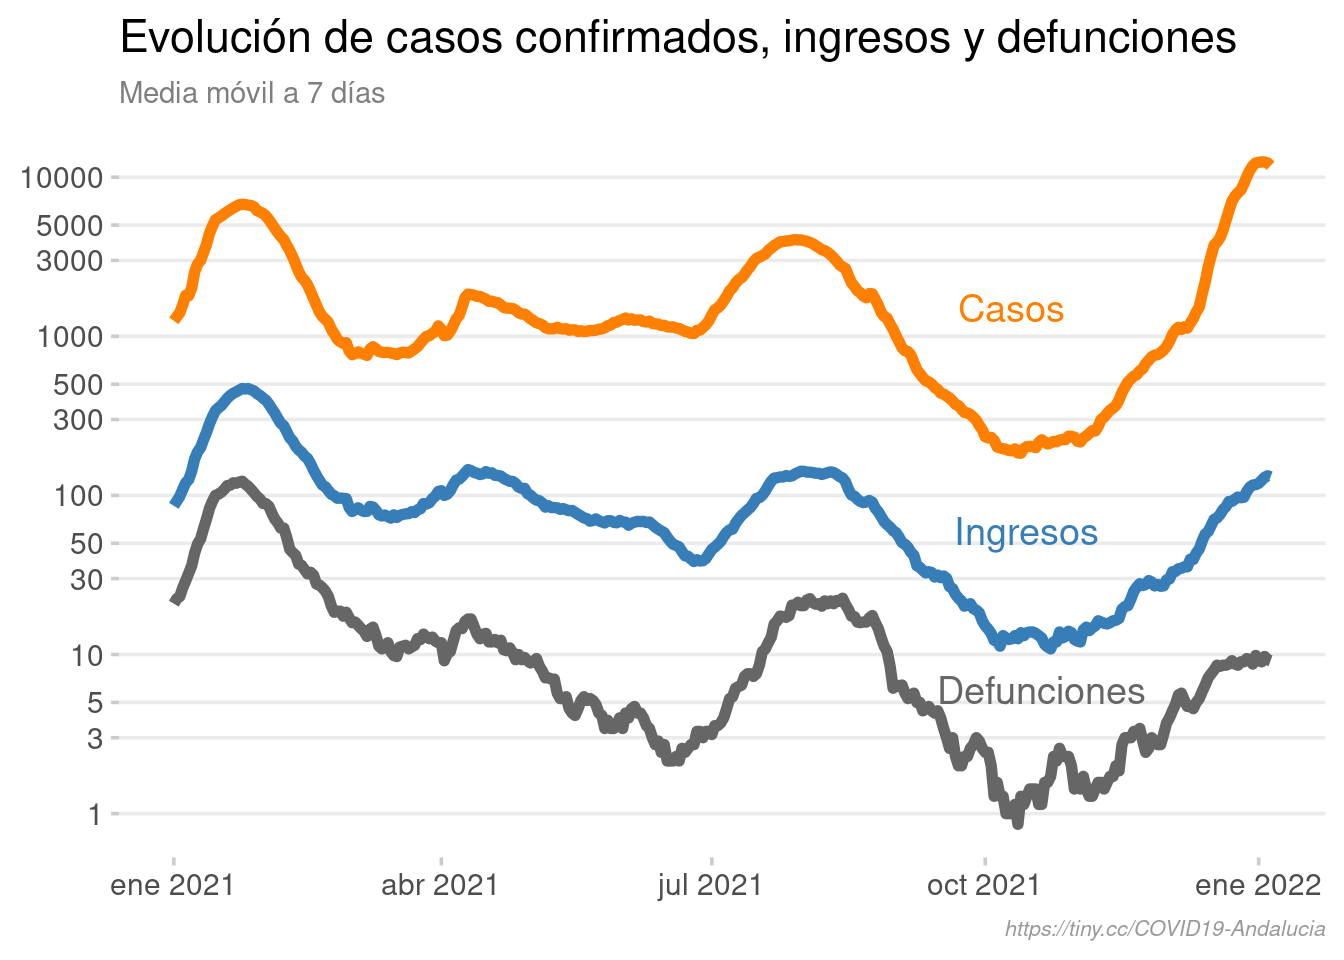 Evolución de casos confirmados, ingresos y defunciones
Media móvil a 7 días
10000
5000
3000
1000
500
300
100
50
30
10
5
3
1
Casos
Ingresos
Defunciones
ene 2021 abr 2021 jul 2021 oct 2021 ene 2022
https://tiny.cc/COVID19-Andalucia